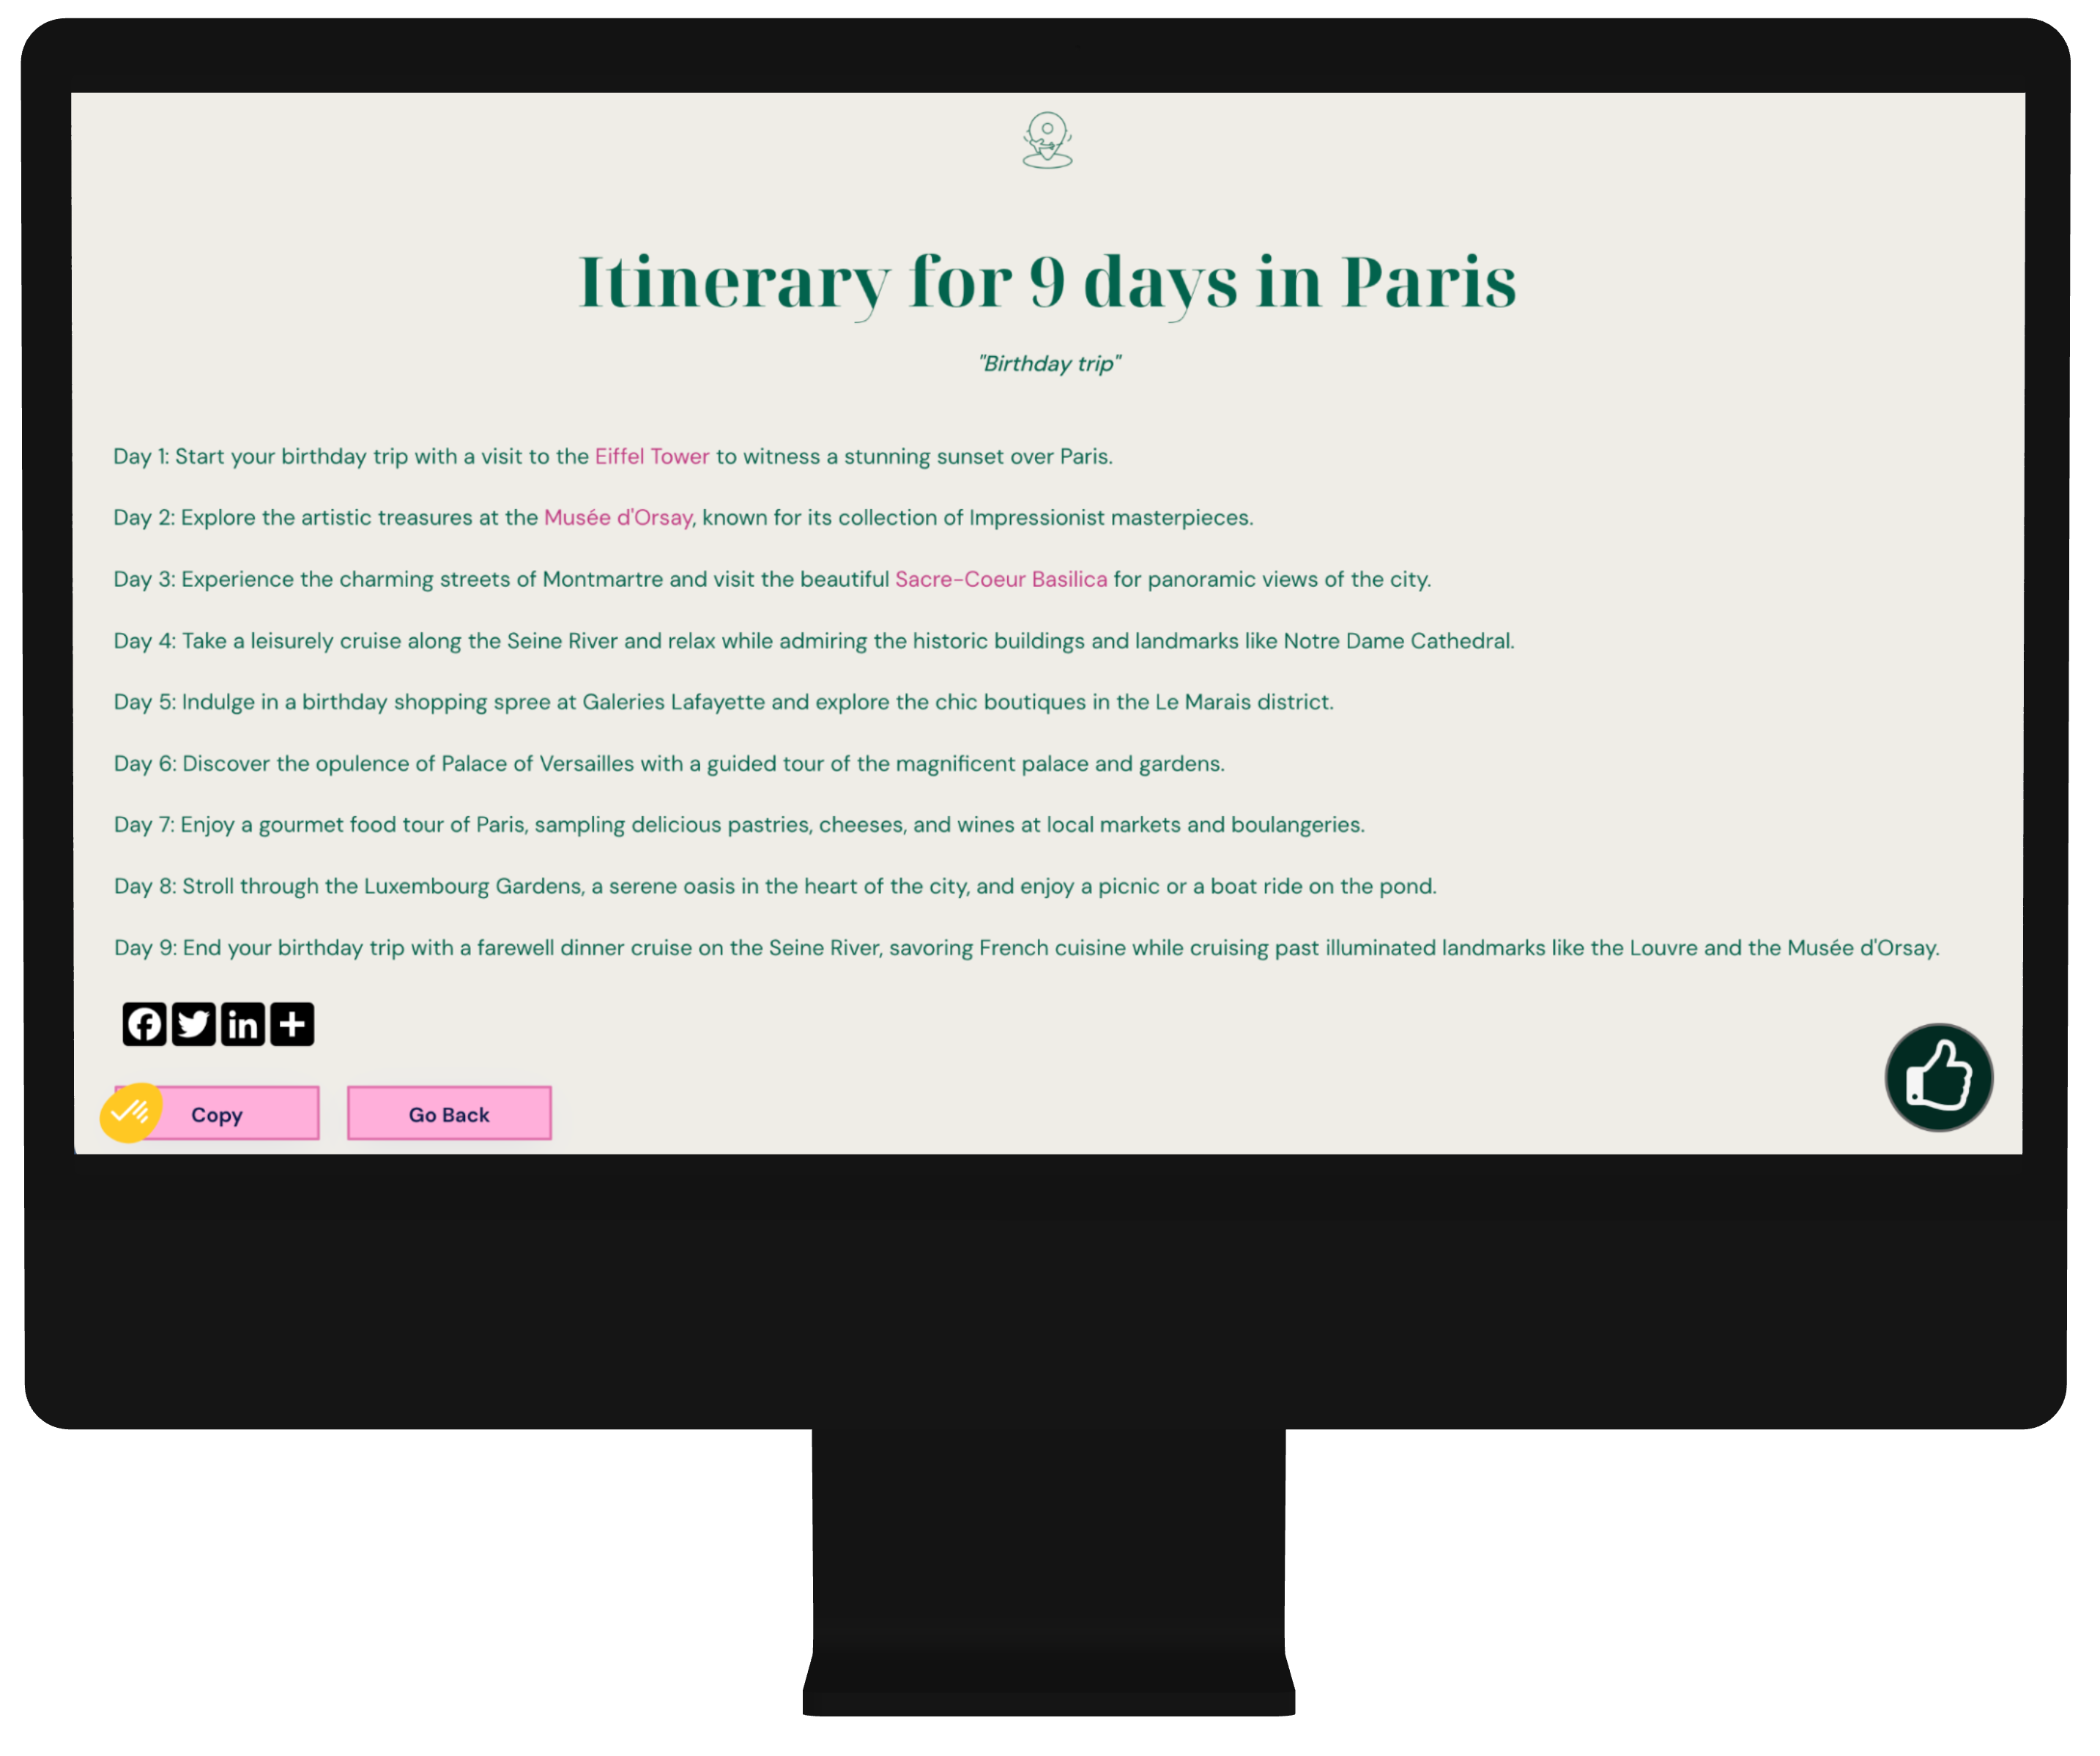 Itinerary for 9 days in Paris
"Birthday trip"
Day 1: Start your birthday trip with a visit to the Eiffel Tower to witness a stunning sunset over Paris.
Day 2: Explore the artistic treasures at the Musée d'Orsay, known for its collection of Impressionist masterpieces.
Day 3: Experience the charming streets of Montmartre and visit the beautiful Sacre-Coeur Basilica for panoramic views of the city.
Day 4: Take a leisurely cruise along the Seine River and relax while admiring the historic buildings and landmarks like Notre Dame Cathedral.
Day 5: Indulge in a birthday shopping spree at Galeries Lafayette and explore the chic boutiques in the Le Marais district.
Day 6: Discover the opulence of Palace of Versailles with a guided tour of the magnificent palace and gardens.
Day 7: Enjoy a gourmet food tour of Paris, sampling delicious pastries, cheeses, and wines at local markets and boulangeries.
Day 8: Stroll through the Luxembourg Gardens, a serene oasis in the heart of the city, and enjoy a picnic or a boat ride on the pond.
Day 9: End your birthday trip with a farewell dinner cruise on the Seine River, savoring French cuisine while cruising past illuminated landmarks like the Louvre and the Musée d'Orsay.
in
Copy
Go Back